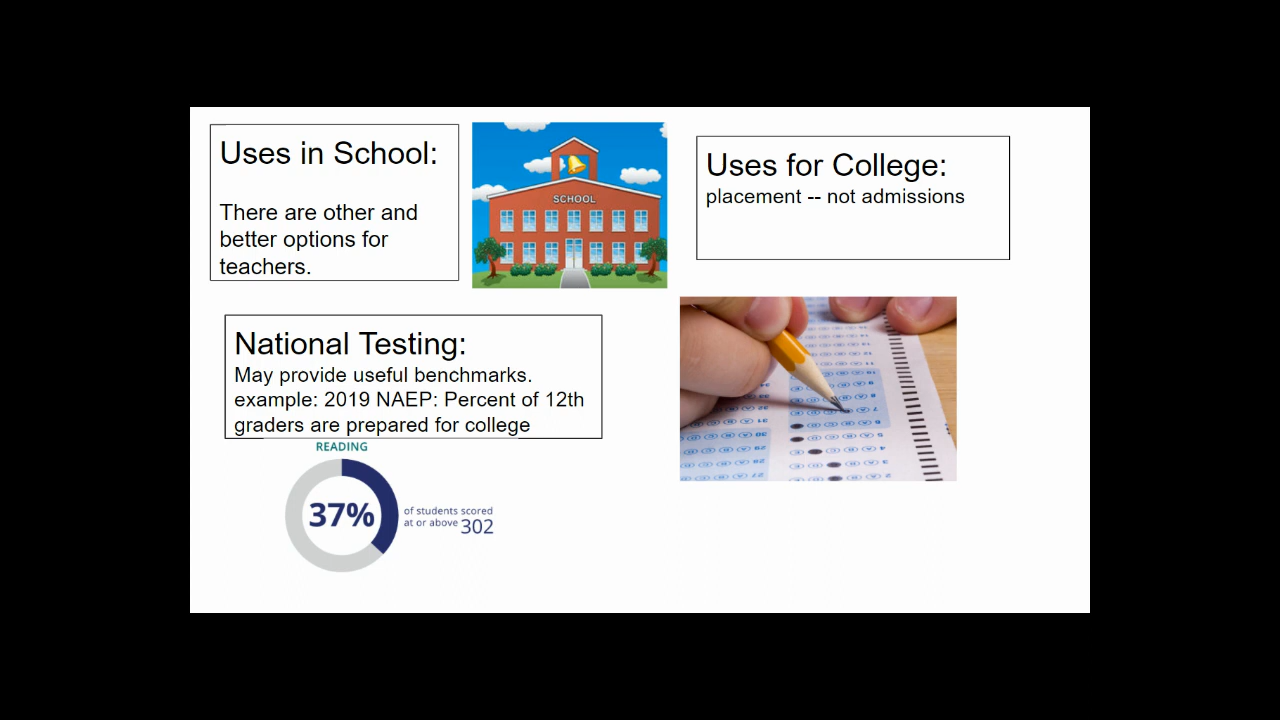 Uses in School:
There are other and
better options for
teachers.
SCHOOL
Uses for College:
placement -- not admissions
National Testing:
May provide useful benchmarks.
example: 2019 NAEP: Percent of 12th
graders are prepared for college
READING
37%
of students scored
at or above 302